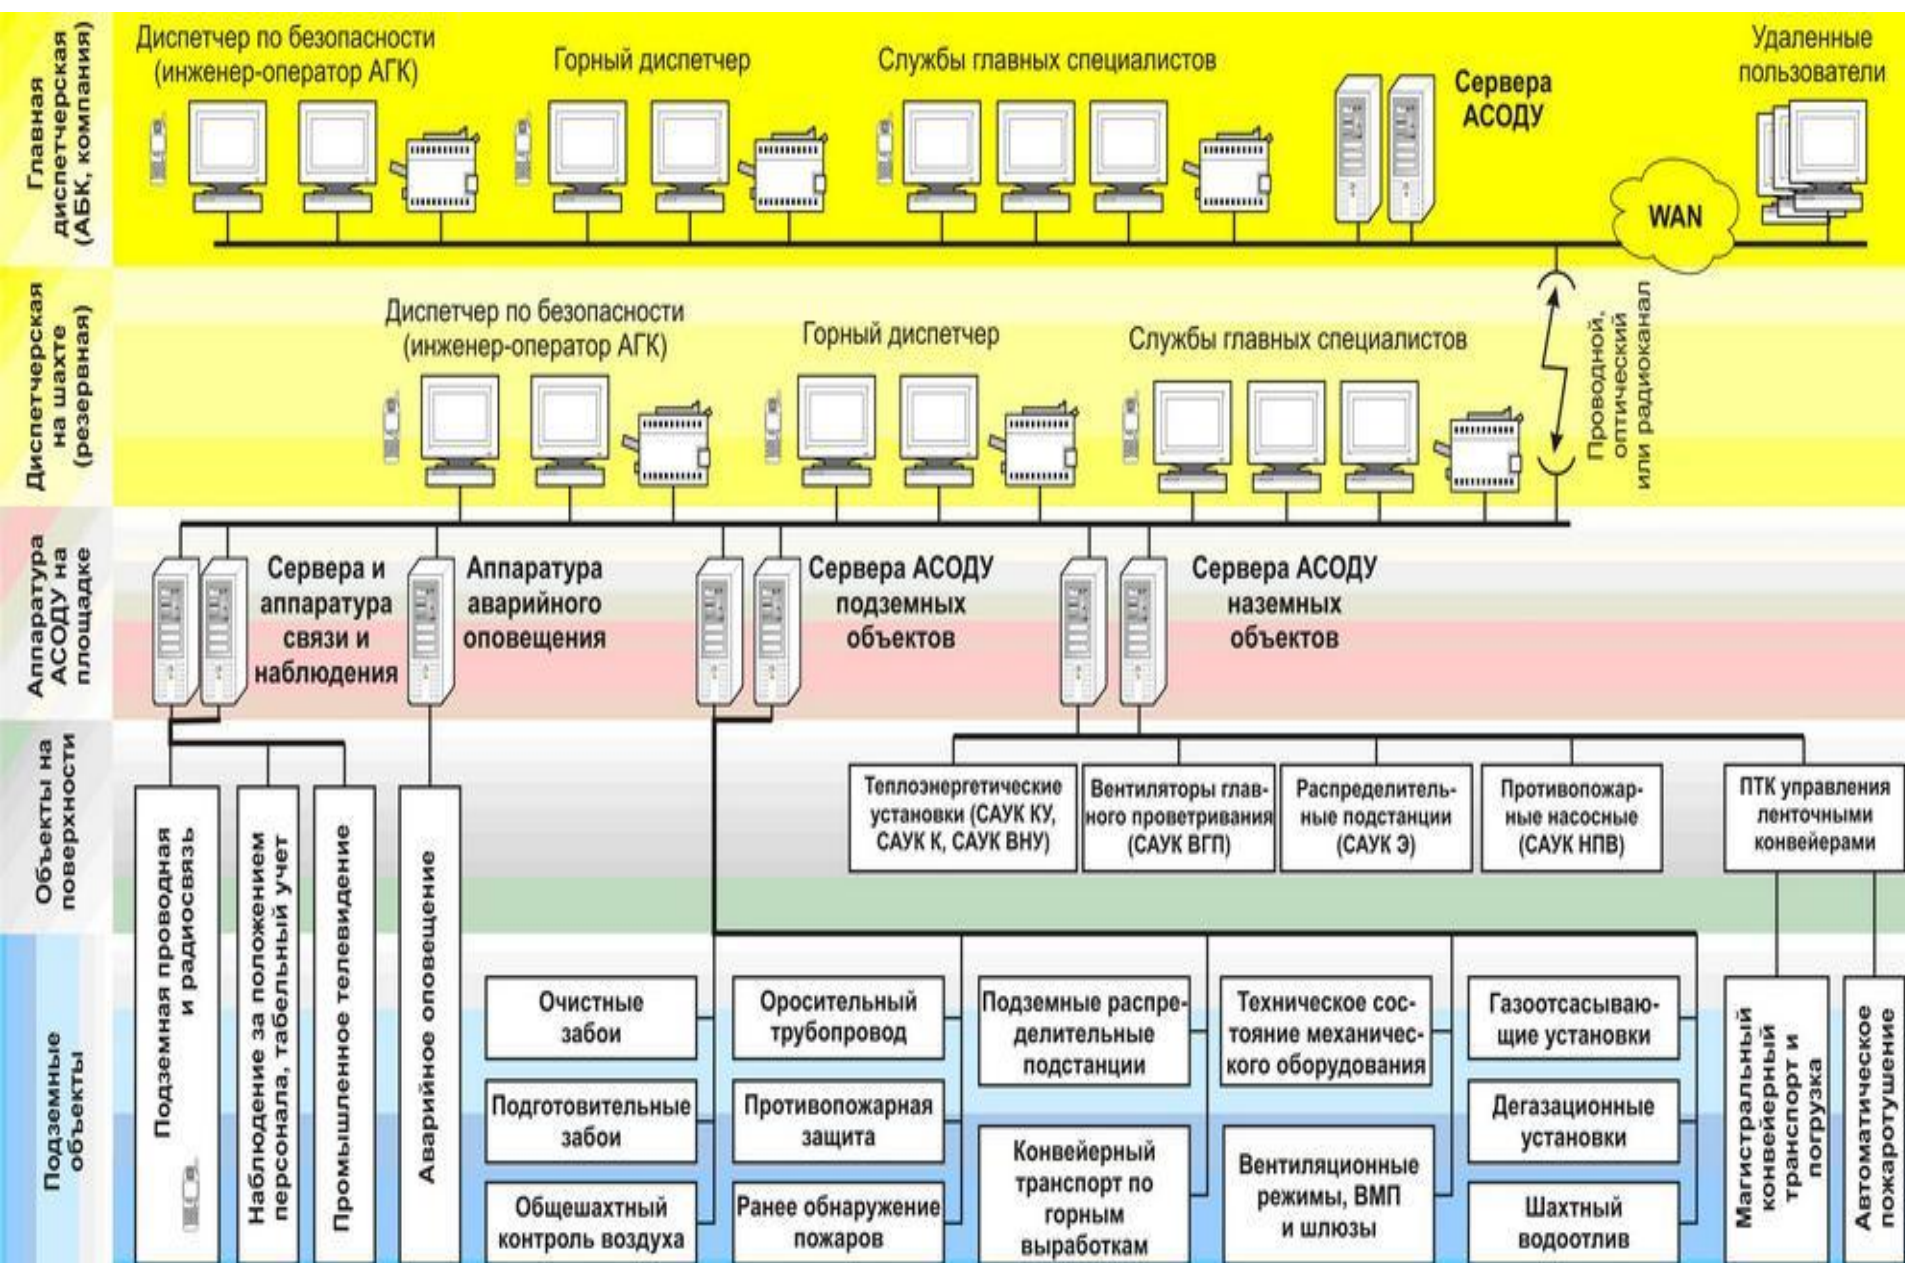 Главная
диспетчерская
(АБК, компания)
Диспетчер по безопасности
(инженер-оператор АГК)
Горный диспетчер
Службы главных специалистов
Сервера
АСОДУ
Удаленные
пользователи
WAN
Диспетчерская
на шахте
(резервная)
Диспетчер по безопасности
(инженер-оператор АГК)
Горный диспетчер
Службы главных специалистов
Проводной,
оптический
или радиоканал
Аппаратура
АСОДУ на
площадке
Сервера и
аппаратура
связи и
наблюдения
Аппаратура
аварийного
оповещения
Сервера АСОДУ
подземных
объектов
Сервера АСОДУ
наземных
объектов
Объекты на
поверхности
Теплоэнергетические
установки (САУК КУ,
САУК К, САУК ВНУ)
Вентиляторы глав-
ного проветривания
(САУК ВГП)
Распределитель-
ные подстанции
(САУК Э)
Противопожар-
ные насосные
(САУК НПВ)
ПТК управления
ленточными
конвейерами
Подземные
объекты
Подземная проводная
и радиосвязь
Наблюдение за положением
персонала, табельный учет
Промышленное телевидение
Аварийное оповещение
Очистные
забои
Подготовительные
забои
Общешахтный
контроль воздуха
Оросительный
трубопровод
Противопожарная
защита
Ранее обнаружение
пожаров
Подземные распре-
делительные
подстанции
Конвейерный
транспорт по
горным
выработкам
Техническое сос-
тояние механичес-
кого оборудования
Вентиляционные
режимы, ВМП
и шлюзы
Газоотсасываю-
щие установки
Дегазационные
установки
Шахтный
водоотлив
Магистральный
конвейерный
транспорт и
погрузка
Автоматическое
пожаротушение